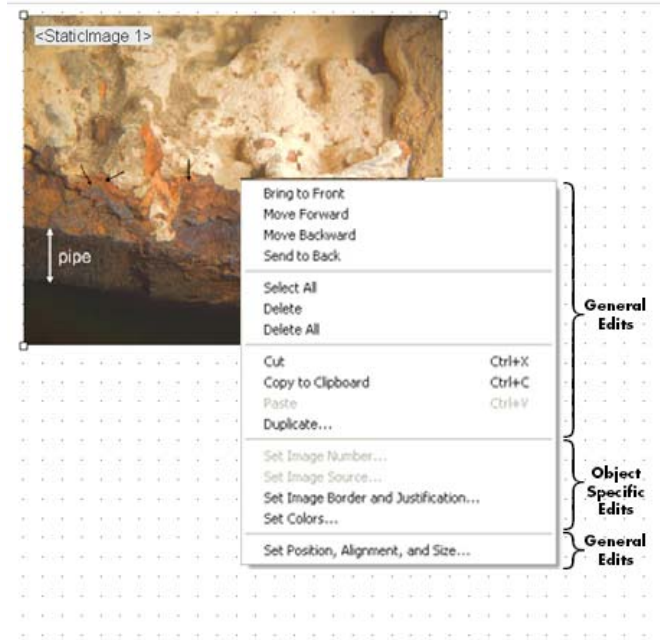 <StaticImage 1>
pipe
Bring to Front
Move Forward
Move Backward
Send to Back
Select All
Delete
Delete All
Cut Ctrl+X
Copy to Clipboard Ctrl+C
Paste Ctrl+V
Duplicate...
Set Image Number...
Set Image Source...
Set Image Border and Justification...
Set Colors...
Set Position, Alignment, and Size...
General
Edits
Object
Specific
Edits
General
Edits